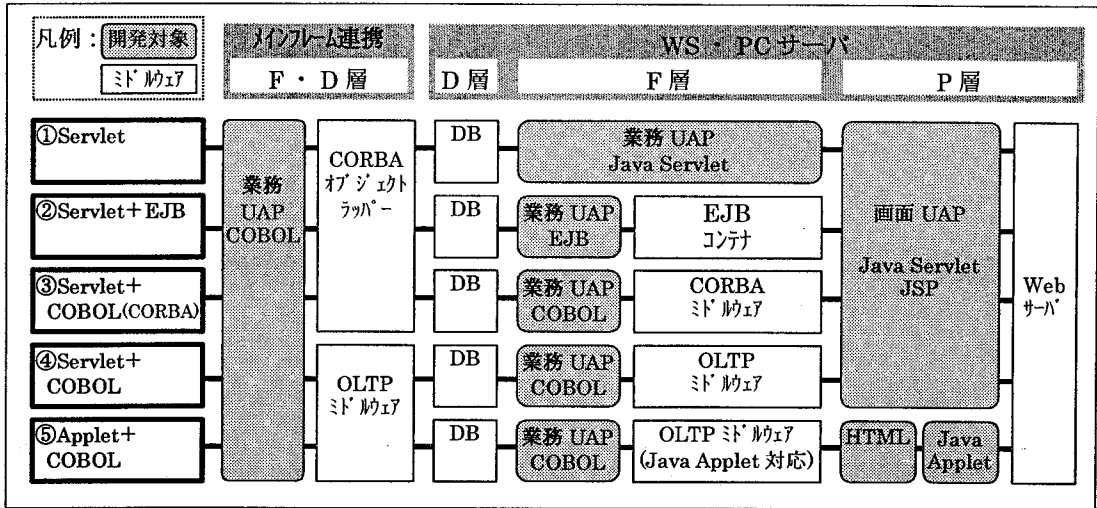 凡例：開発対象
ﾐﾄﾞﾙｳｪｱ
ﾒｲﾝﾌﾚｰﾑ連携
WS・PCサーバ
F・D層
D層
F層
P層
①Servlet
②Servlet+EJB
③Servlet+
COBOL(CORBA)
④Servlet+
COBOL
⑤Applet+
COBOL
業務
UAP
COBOL
CORBA
ｵﾌﾞｼﾞｪｸﾄ
ﾗｯﾊﾟｰ
OLTP
ﾐﾄﾞﾙｳｪｱ
DB
DB
DB
DB
DB
業務 UAP
Java Servlet
業務 UAP
EJB
EJB
コンテナ
業務 UAP
COBOL
CORBA
ﾐﾄﾞﾙｳｪｱ
業務 UAP
COBOL
OLTP
ﾐﾄﾞﾙｳｪｱ
業務 UAP
COBOL
OLTP ﾐﾄﾞﾙｳｪｱ
(Java Applet 対応)
画面 UAP
Java Servlet
JSP
HTML
Java
Applet
Web
ｻｰﾊﾞ